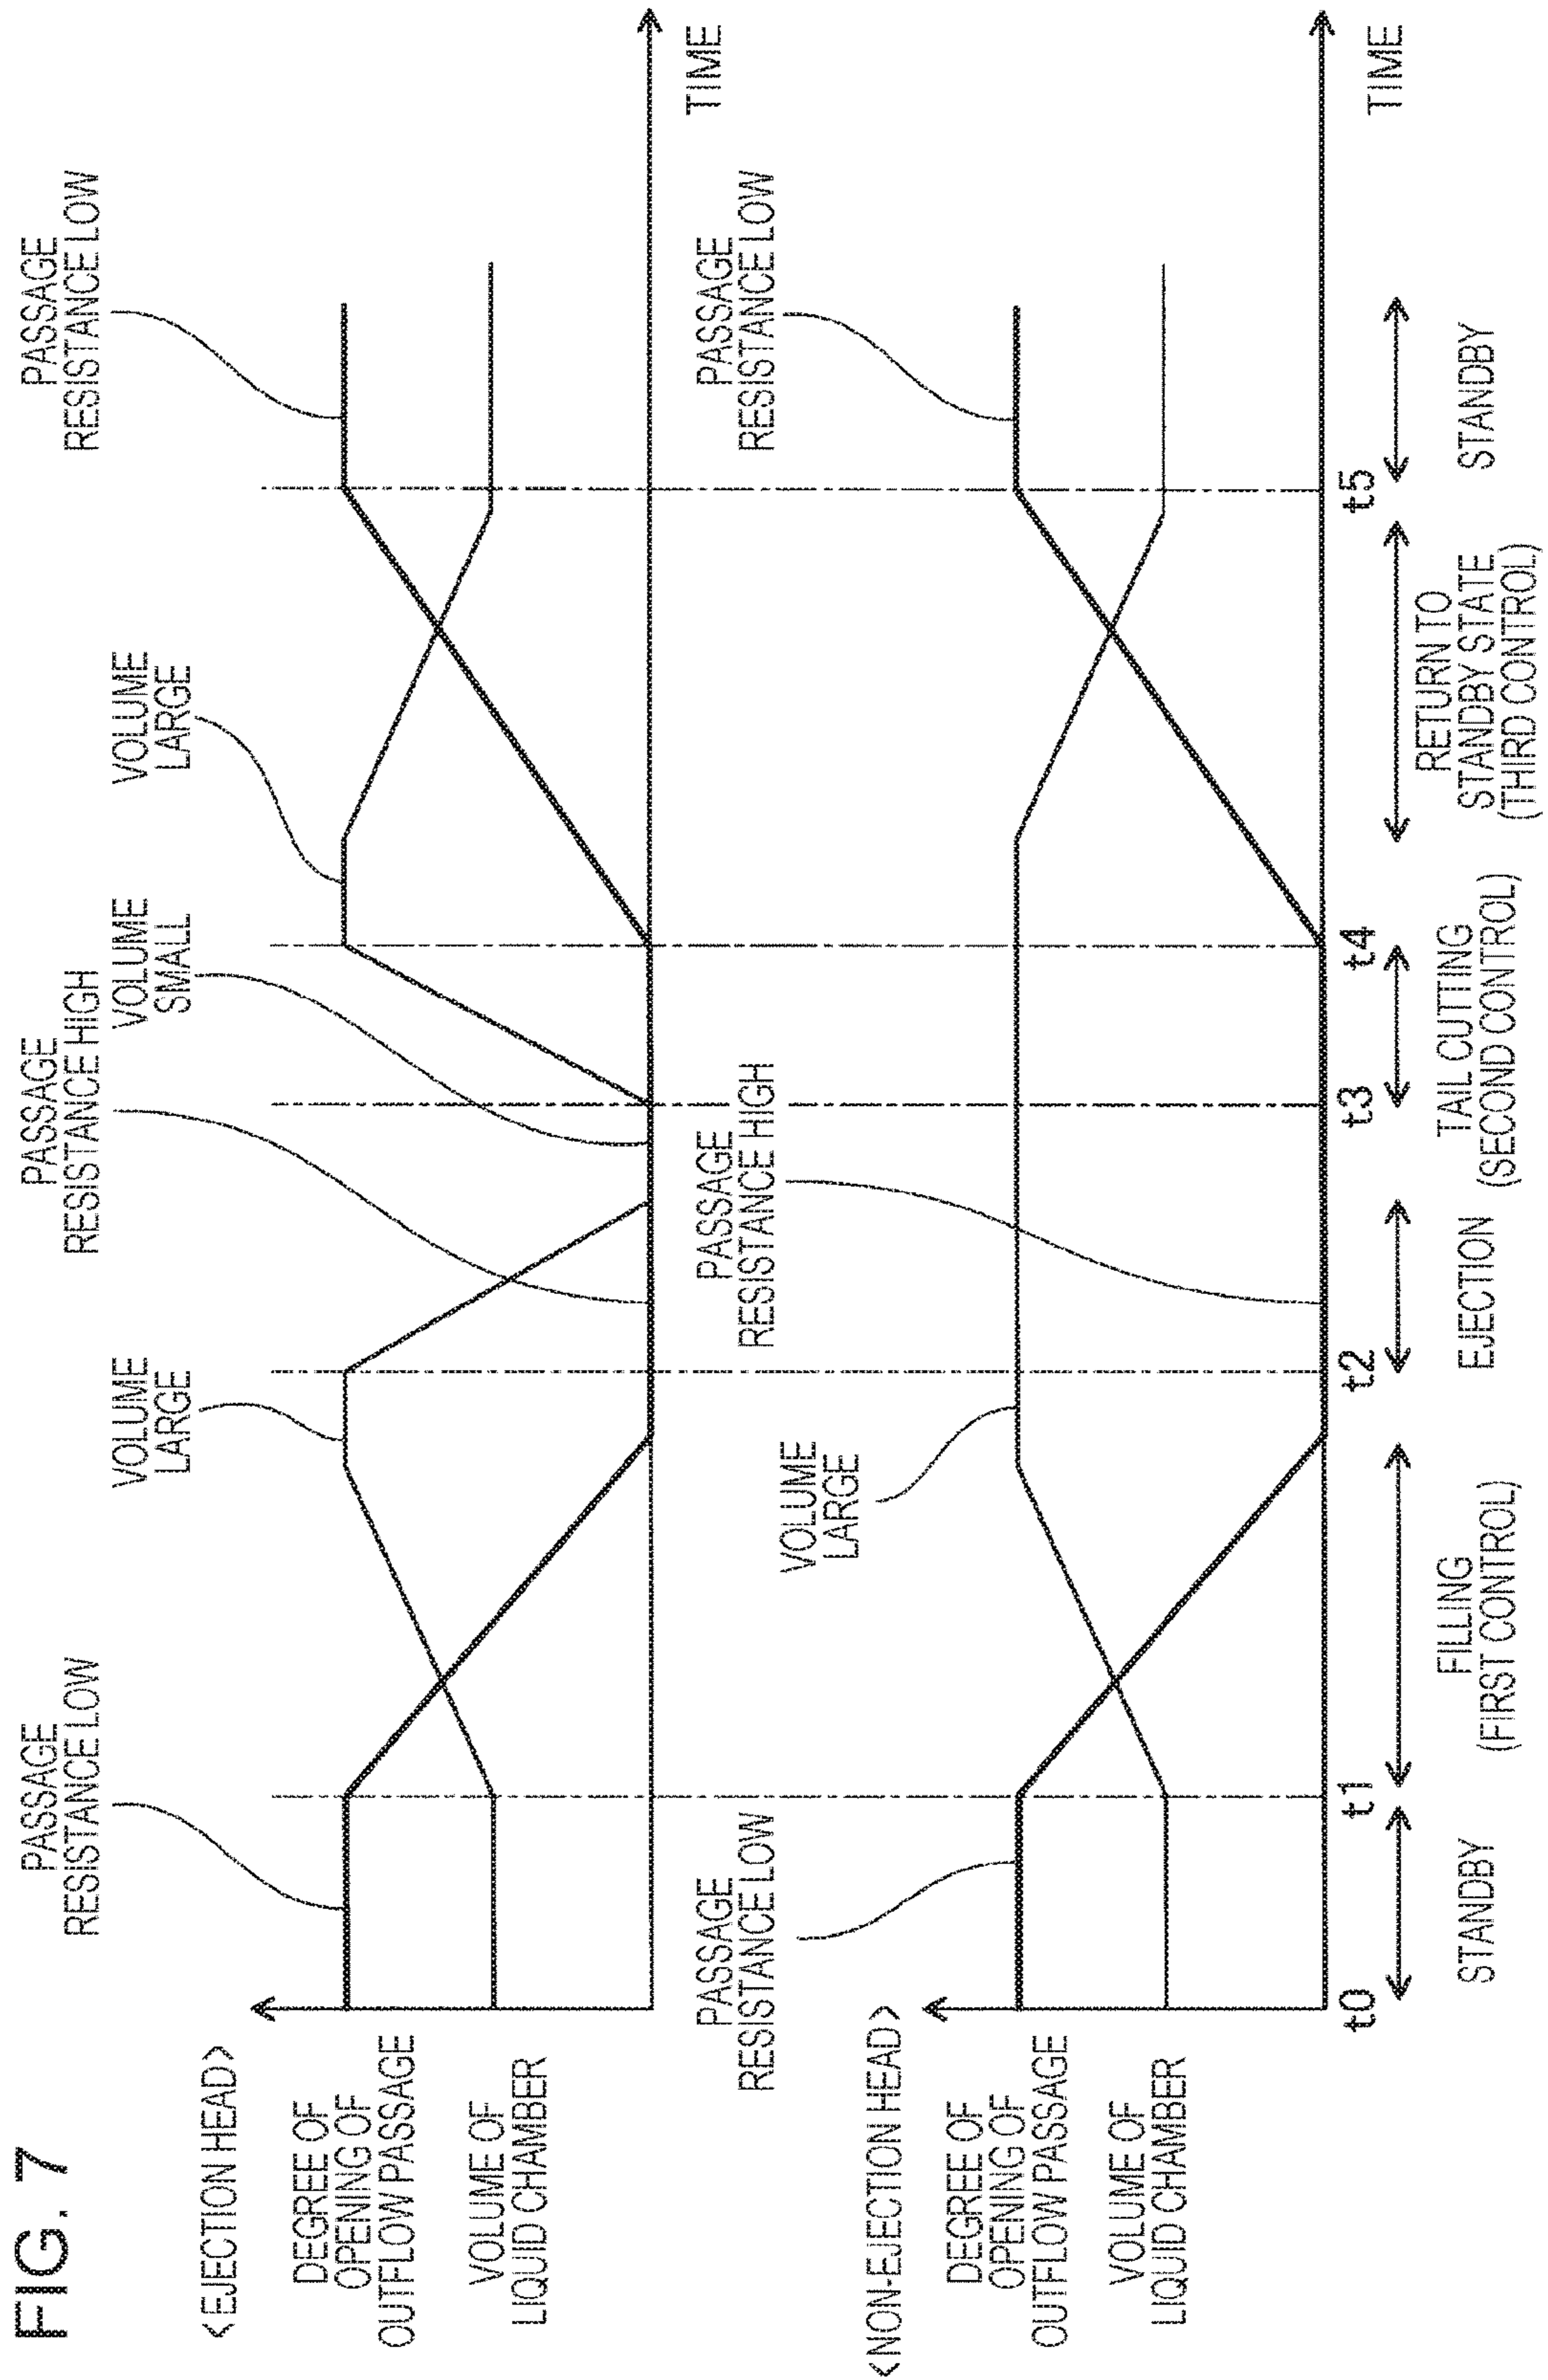 FIG. 7
<EJECTION HEAD>
PASSAGE
RESISTANCE LOW
VOLUME
LARGE
PASSAGE
RESISTANCE HIGH
VOLUME
SMALL
VOLUME
LARGE
PASSAGE
RESISTANCE LOW
DEGREE OF
OPENING OF
OUTFLOW PASSAGE
VOLUME OF
LIQUID CHAMBER
TIME
<NON-EJECTION HEAD>
PASSAGE
RESISTANCE LOW
VOLUME
LARGE
PASSAGE
RESISTANCE HIGH
PASSAGE
RESISTANCE LOW
DEGREE OF
OPENING OF
OUTFLOW PASSAGE
VOLUME OF
LIQUID CHAMBER
t0
t1
t2
t3
t4
t5
TIME
STANDBY
FILLING
(FIRST CONTROL)
EJECTION
TAIL CUTTING
(SECOND CONTROL)
RETURN TO
STANDBY STATE
(THIRD CONTROL)
STANDBY